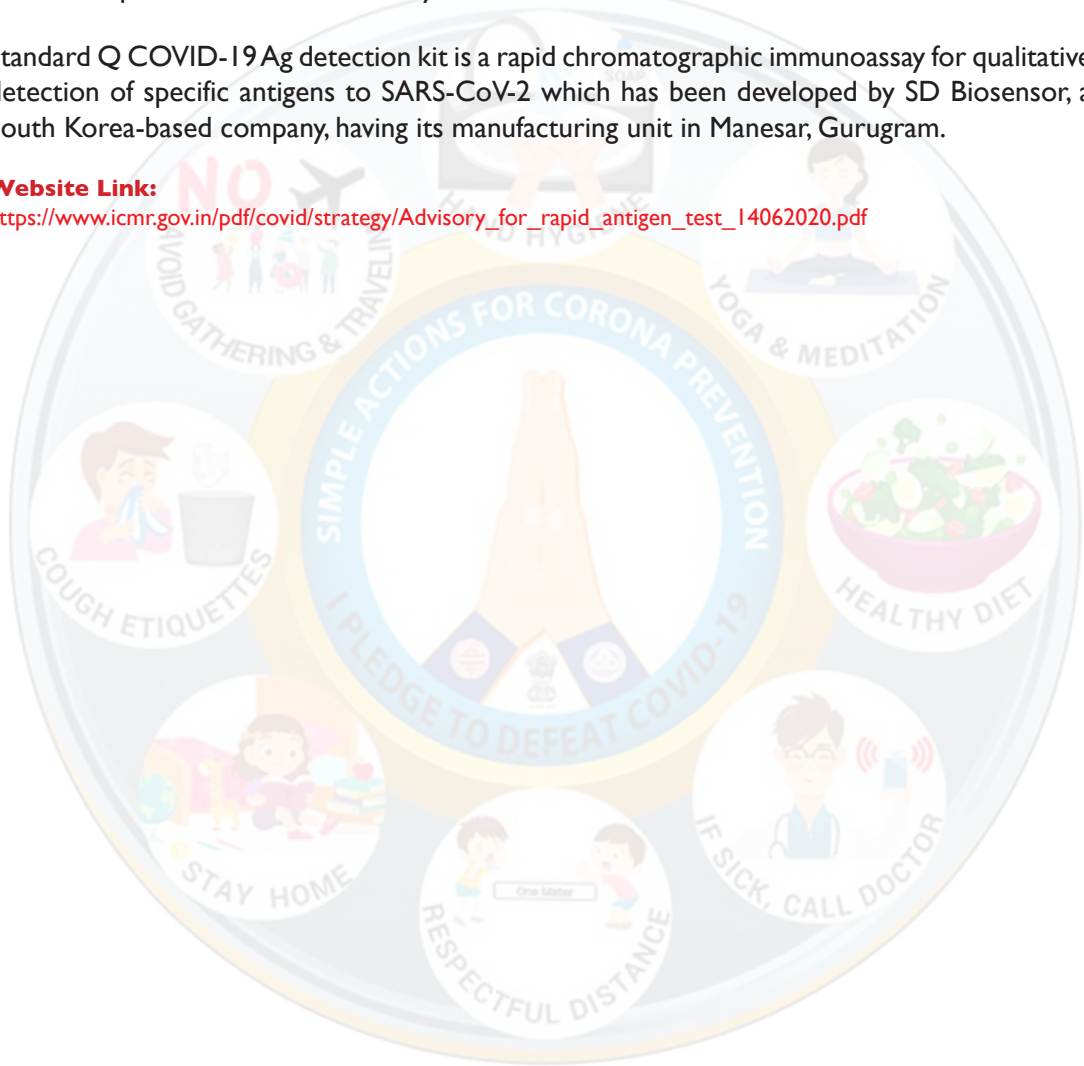 tandard Q COVID-19 Ag detection kit is a rapid chromatographic immunoassay for qualitative
detection of specific antigens to SARS-CoV-2 which has been developed by SD Biosensor, a
outh Korea-based company, having its manufacturing unit in Manesar, Gurugram.
Website Link:
ttps://www.icmr.gov.in/pdf/covid/strategy/Advisory_for_rapid_antigen_test_14062020.pdf
SOAP
HAND HYGIENE
NO
AVOID GATHERING & TRAVELING
YOGA & MEDITATION
SIMPLE ACTIONS FOR CORONA PREVENTION
I PLEDGE TO DEFEAT COVID-19
COUGH ETIQUETTES
HEALTHY DIET
STAY HOME
One Meter
RESPECTFUL DISTANCE
IF SICK, CALL DOCTOR